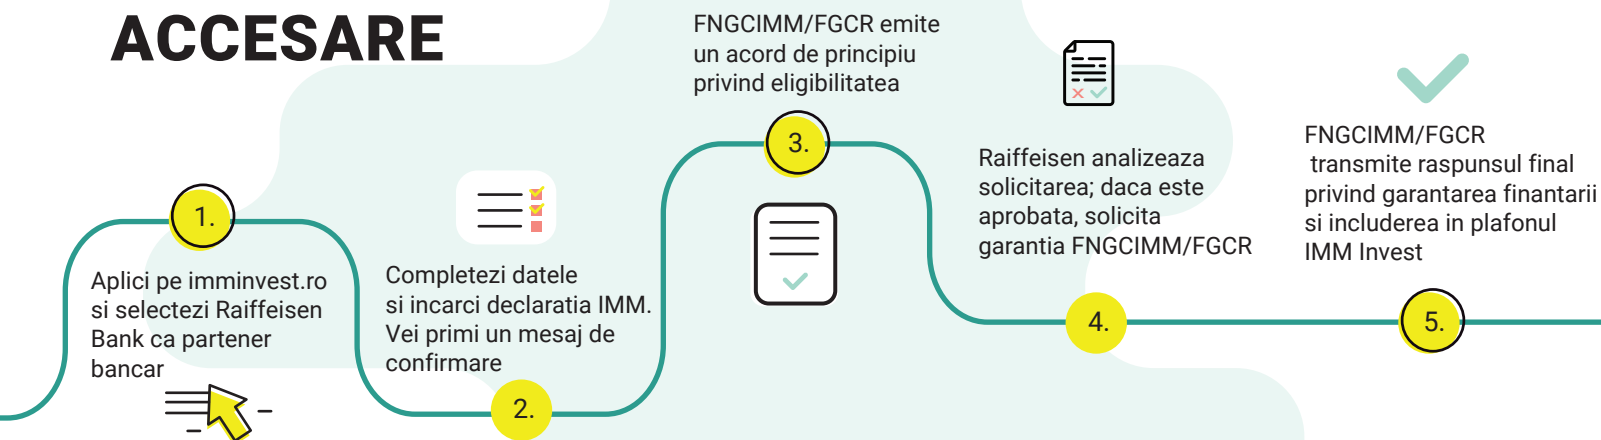 ACCESARE
1.
Aplici pe imminvest.ro
si selectezi Raiffeisen
Bank ca partener
bancar
Completezi datele
si incarci declaratia IMM.
Vei primi un mesaj de
confirmare
2.
FNGCIMM/FGCR emite
un acord de principiu
privind eligibilitatea
3.
Raiffeisen analizeaza
solicitarea; daca este
aprobata, solicita
garantia FNGCIMM/FGCR
4.
FNGCIMM/FGCR
transmite raspunsul final
privind garantarea finantarii
si includerea in plafonul
IMM Invest
5.